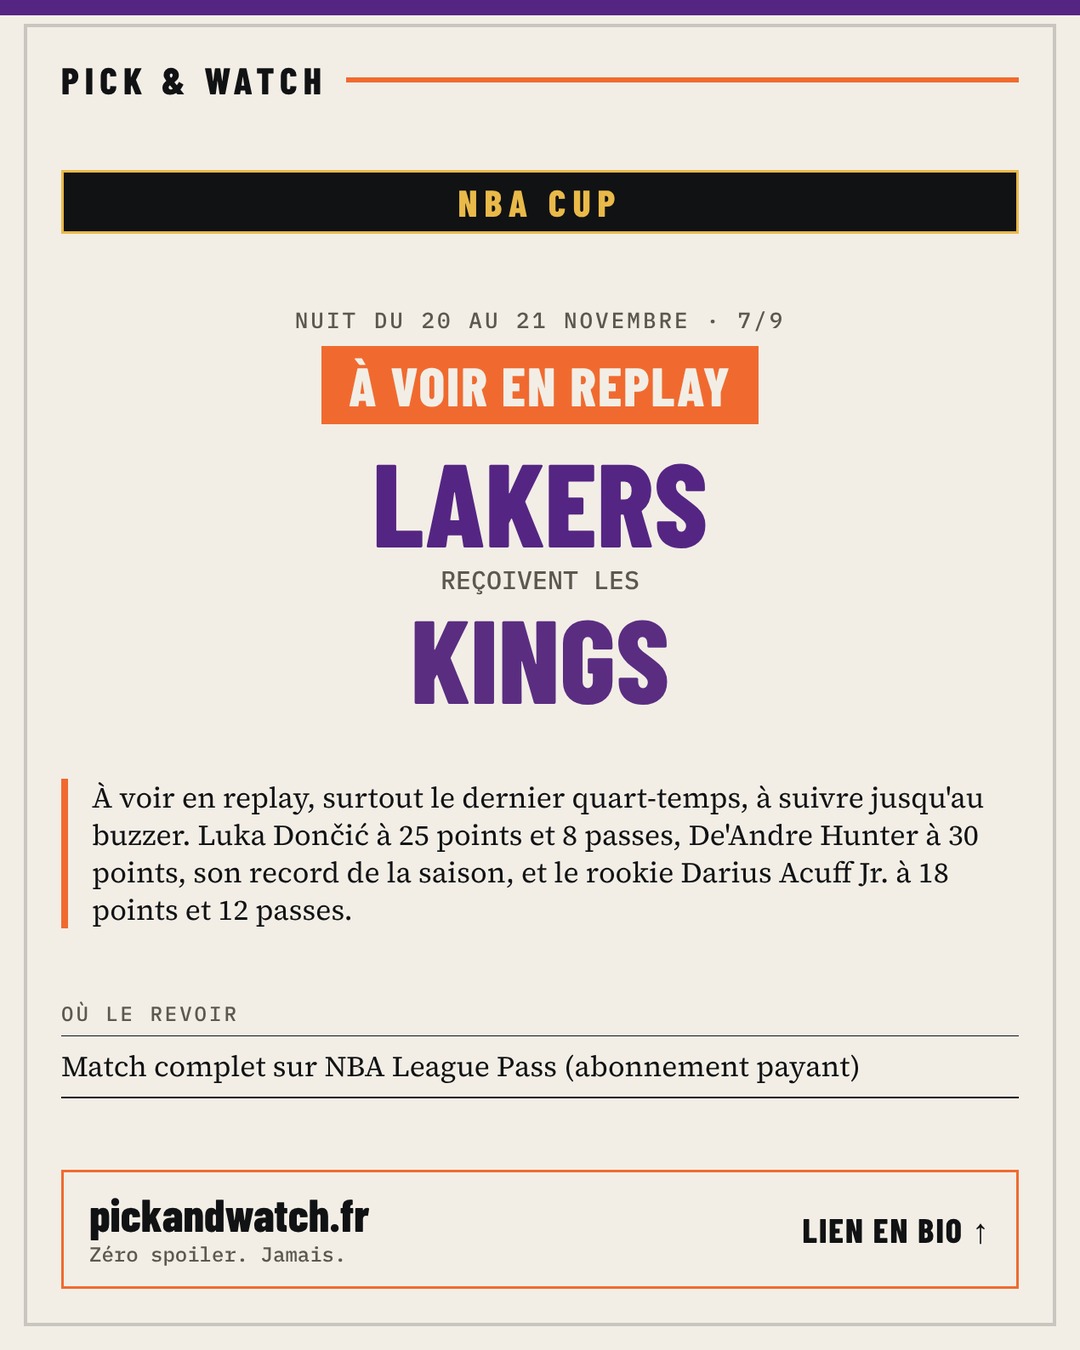 PICK & WATCH
NBA CUP
NUIT DU 20 AU 21 NOVEMBRE · 7/9
À VOIR EN REPLAY
LAKERS
REÇOIVENT LES
KINGS
À voir en replay, surtout le dernier quart-temps, à suivre jusqu'au
buzzer. Luka Dončić à 25 points et 8 passes, De'Andre Hunter à 30
points, son record de la saison, et le rookie Darius Acuff Jr. à 18
points et 12 passes.
OÙ LE REVOIR
Match complet sur NBA League Pass (abonnement payant)
pickandwatch.fr
Zéro spoiler. Jamais.
LIEN EN BIO ↑